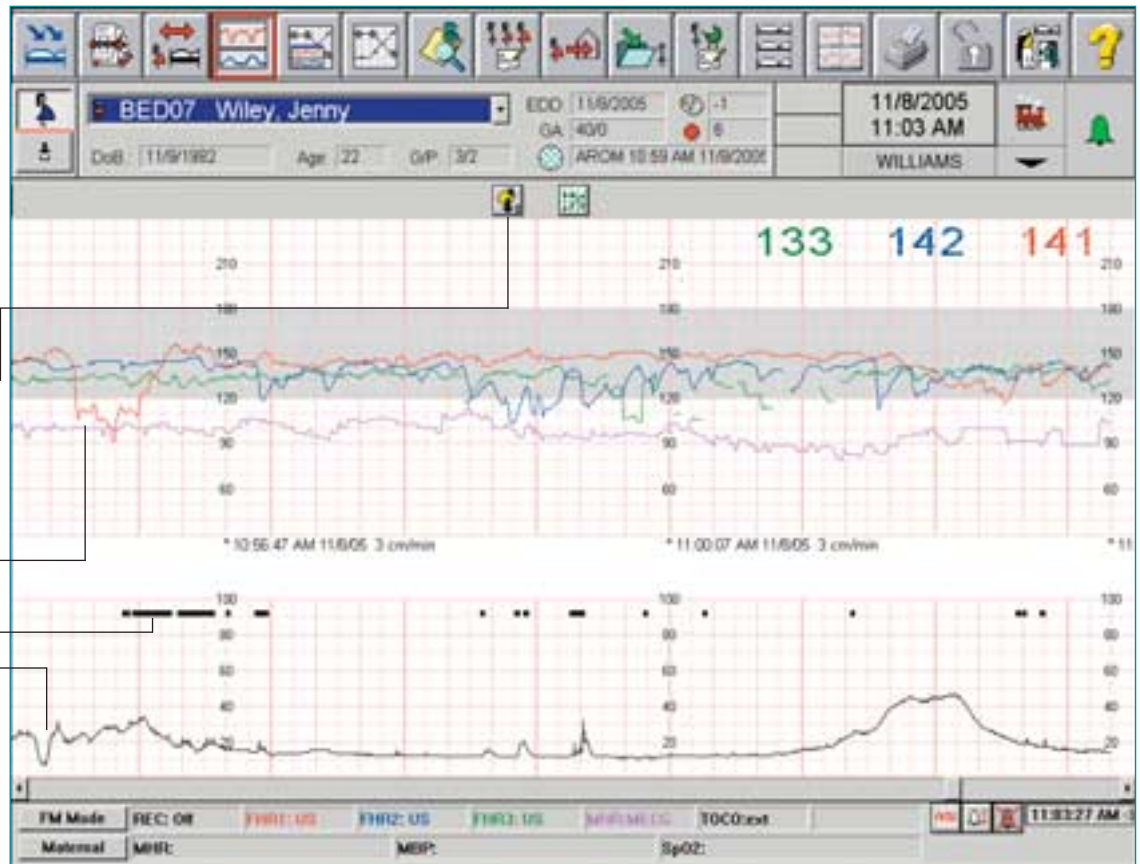 BED07 Wiley, Jenny
EDD 11/8/2005 -1
GA 40/0 6
11/8/2005
11:03 AM
DoB 11/9/1982 Age 22 G/P 3/2 AROM 10:59 AM 11/8/2005
WILLIAMS
133 142 141
210 210 210
180 180 180
150 150 150
120 120 120
90 90 90
60 60 60
* 10:56:47 AM 11/8/05 3 cm/min * 11:00:07 AM 11/8/05 3 cm/min * 11
100 100 100
80 80 80
60 60 60
40 40 40
20 20 20
FM Mode REC: Off FHR1: US FHR2: US FHR3: US MHR:MECG TOCO:ext 11:03:27 AM
Maternal MHR: MBP: SpO2: